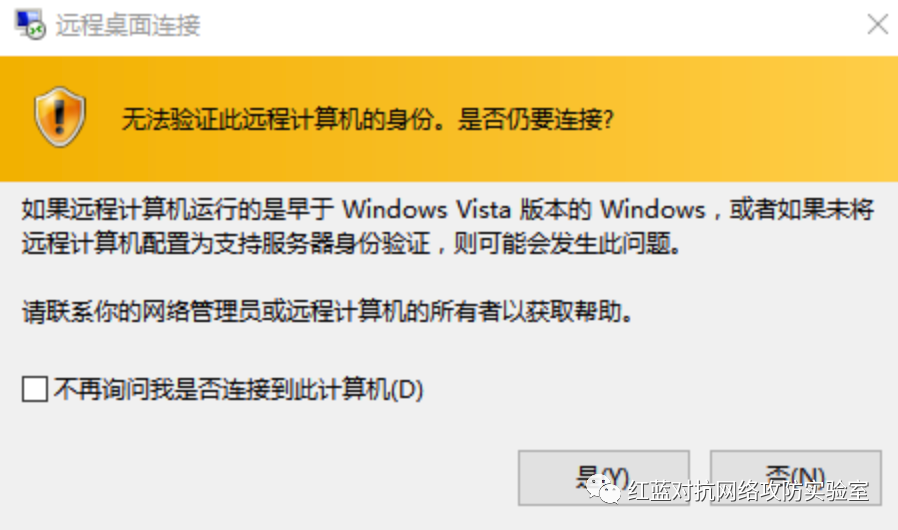 远程桌面连接
无法验证此远程计算机的身份。是否仍要连接?
如果远程计算机运行的是早于 Windows Vista 版本的 Windows，或者如果未将
远程计算机配置为支持服务器身份验证，则可能会发生此问题。
请联系你的网络管理员或远程计算机的所有者以获取帮助。
不再询问我是否连接到此计算机(D)
是(Y) 否(N)
红蓝对抗网络攻防实验室